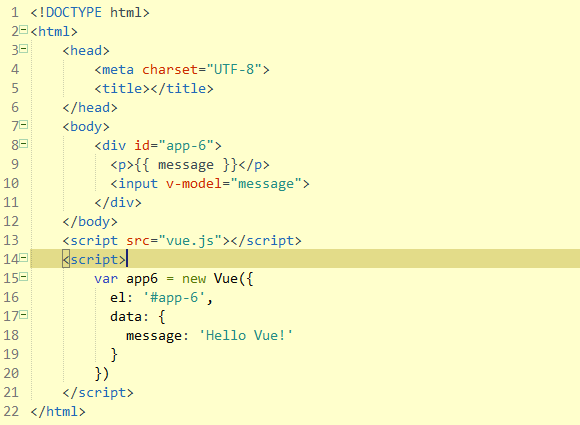 1 <!DOCTYPE html>
2 <html>
3     <head>
4         <meta charset="UTF-8">
5         <title></title>
6     </head>
7     <body>
8         <div id="app-6">
9           <p>{{ message }}</p>
10           <input v-model="message">
11         </div>
12     </body>
13     <script src="vue.js"></script>
14     <script>
15         var app6 = new Vue({
16           el: '#app-6',
17           data: {
18             message: 'Hello Vue!'
19           }
20         })
21     </script>
22 </html>